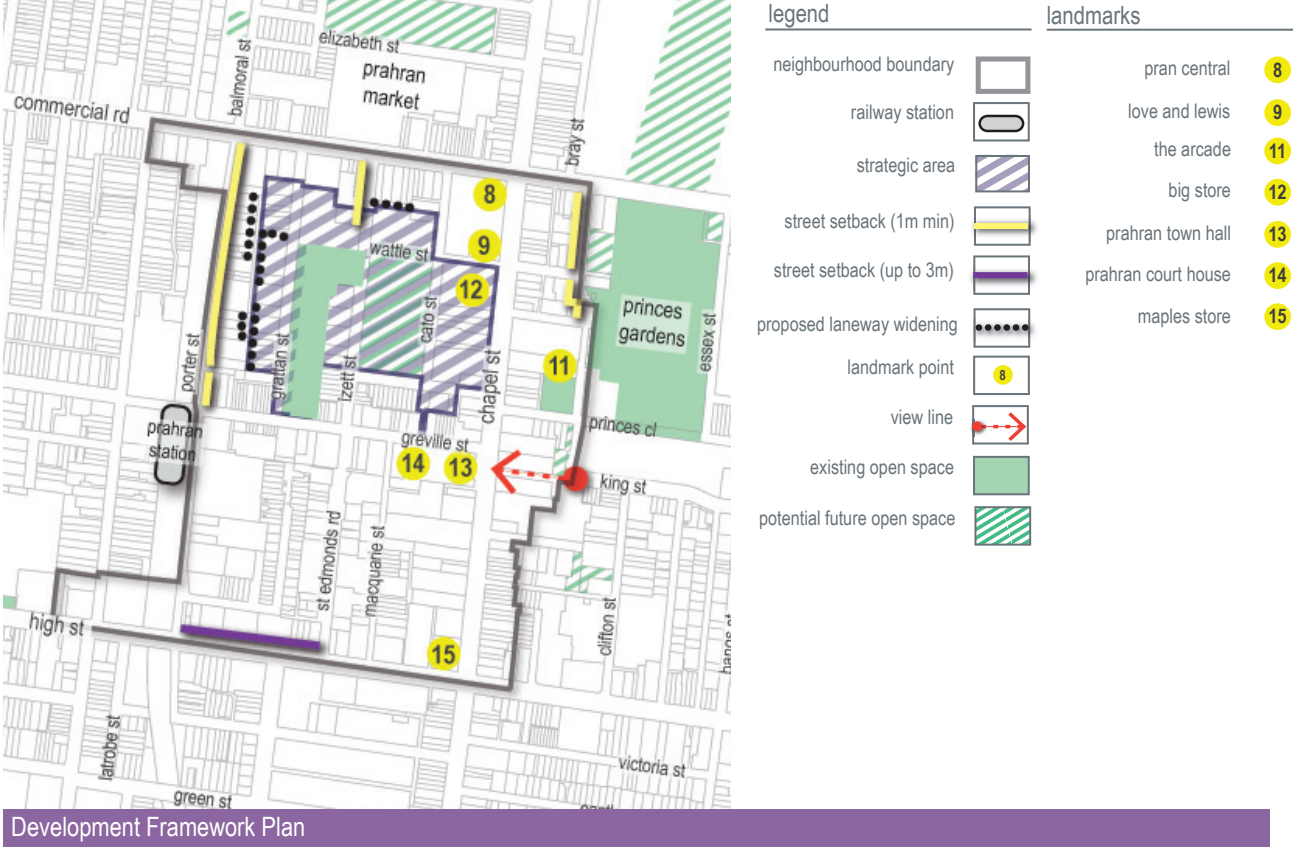 elizabeth st
balmoral st
prahran
market
commercial rd
bray st
8
9
wattle st
12
cato st
princes
gardens
essex st
porter st
grattan st
izett st
chapel st
11
prahran
station
greville st
14
13
princes cl
king st
st edmonds rd
macquane st
clifton st
high st
15
latrobe st
victoria st
green st
legend
neighbourhood boundary
railway station
strategic area
street setback (1m min)
street setback (up to 3m)
proposed laneway widening
landmark point
8
view line
existing open space
potential future open space
landmarks
pran central 8
love and lewis 9
the arcade 11
big store 12
prahran town hall 13
prahran court house 14
maples store 15
Development Framework Plan